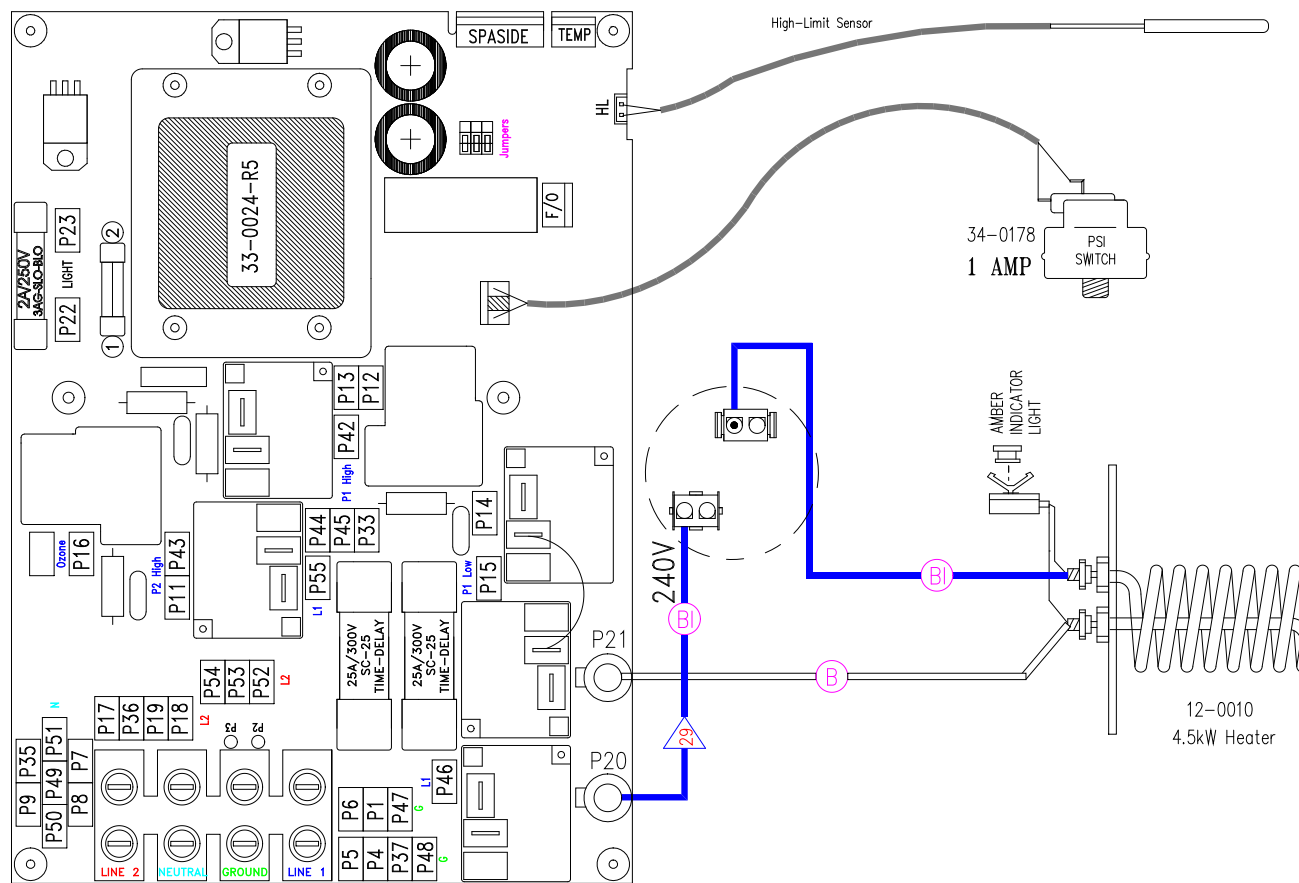 High-Limit Sensor
SPASIDE
TEMP
HL
Jumpers
33-0024-R5
F/O
2A/250V
3AG-SLO-BLO
P23
LIGHT
P22
2
1
34-0178
1 AMP
PSI
SWITCH
P13
P12
P42
P1 High
AMBER
INDICATOR
LIGHT
P14
P44
P45
P33
Ozone
P16
P2 High
P43
P11
P55
L1
P1 Low
P15
240V
BI
BI
25A/300V
SC-25
TIME-DELAY
25A/300V
SC-25
TIME-DELAY
P21
B
P54
P53
P52
L2
12-0010
4.5kW Heater
N
P17
P36
P19
P18
L2
P3
P2
29
P35
P51
P7
P9
P49
P8
P50
L1
P46
P20
P6
P1
P47
G
P5
P4
P37
P48
G
LINE 2
NEUTRAL
GROUND
LINE 1